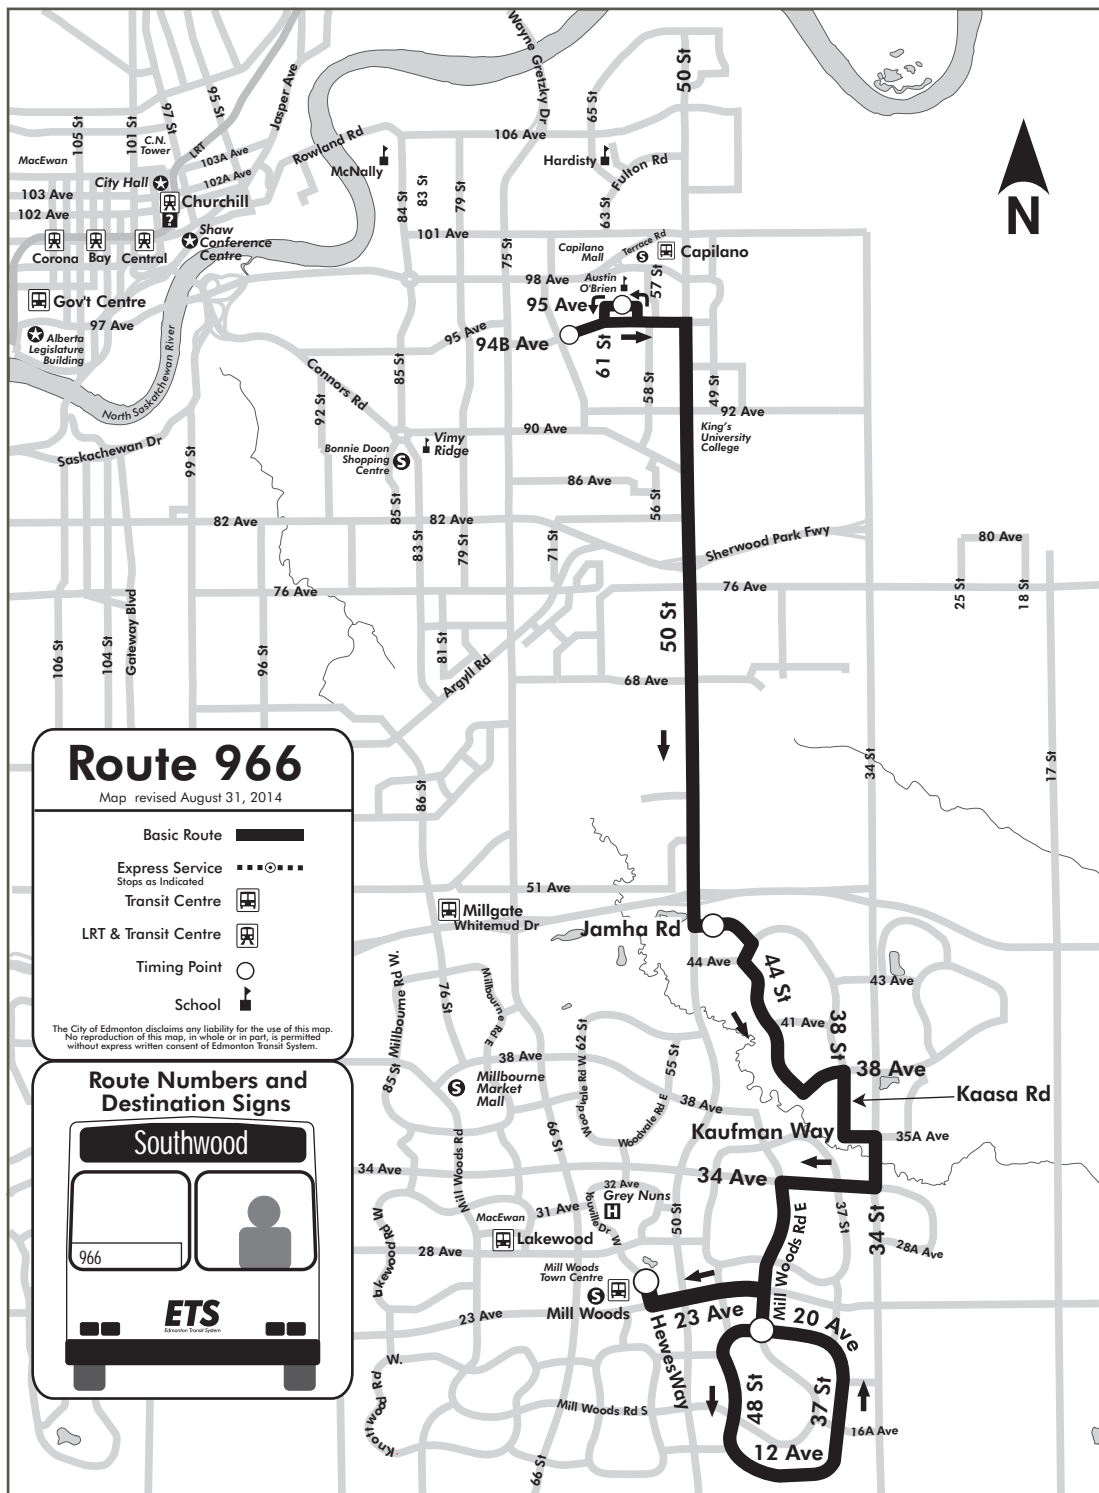 Wayne Gretzky Dr
50 St
65 St
106 Ave
Hardisty
Fulton Rd
63 St
Jasper Ave
95 St
97 St
105 St
101 St
C.N.
Tower
LRT
103A Ave
102A Ave
Rowland Rd
McNally
MacEwan
City Hall
Churchill
?
103 Ave
102 Ave
Corona
Bay
Central
Shaw
Conference
Centre
84 St
83 St
79 St
101 Ave
75 St
Capilano
Mall
Terrace Rd
S
Capilano
98 Ave
Austin
O'Brien
57 St
95 Ave
94B Ave
61 St
N
Gov't Centre
97 Ave
Alberta
Legislature
Building
North Saskatchewan River
95 Ave
85 St
Connors Rd
92 St
58 St
49 St
92 Ave
King's
University
College
90 Ave
Vimy
Ridge
Bonnie Doon
Shopping
Centre
S
Saskachewan Dr
99 St
86 Ave
85 St
56 St
82 Ave
82 Ave
83 St
79 St
71 St
Sherwood Park Fwy
80 Ave
76 Ave
76 Ave
25 St
18 St
50 St
106 St
104 St
Gateway Blvd
96 St
81 St
Argyll Rd
68 Ave
34 St
17 St
86 St
Route 966
Map revised August 31, 2014
Basic Route
Express Service
Stops as Indicated
Transit Centre
LRT & Transit Centre
Timing Point
School
The City of Edmonton disclaims any liability for the use of this map.
No reproduction of this map, in whole or in part, is permitted
without express written consent of Edmonton Transit System.
51 Ave
Millgate
Whitemud Dr
Jamha Rd
44 Ave
44 St
43 Ave
41 Ave
38 St
85 St
Millbourne Rd W.
76 St
Millbourne Rd E
38 Ave
62 St
Woodvale Rd W.
55 St
Woodvale Rd E
38 Ave
38 Ave
Kaasa Rd
S
Millbourne
Market
Mall
Kaufman Way
35A Ave
66 St
34 Ave
Mill Woods Rd
34 Ave
32 Ave
Grey Nuns
H
Youville Dr W
31 Ave
MacEwan
Lakewood
Lakewood Rd W
28 Ave
50 St
Mill Woods Rd E
37 St
34 St
28A Ave
Mill Woods
Town Centre
S
Mill Woods
23 Ave
23 Ave
20 Ave
Hewes Way
Knottwood Rd W.
Mill Woods Rd S
48 St
37 St
16A Ave
12 Ave
66 St
Route Numbers and
Destination Signs
Southwood
966
ETS
Edmonton Transit System